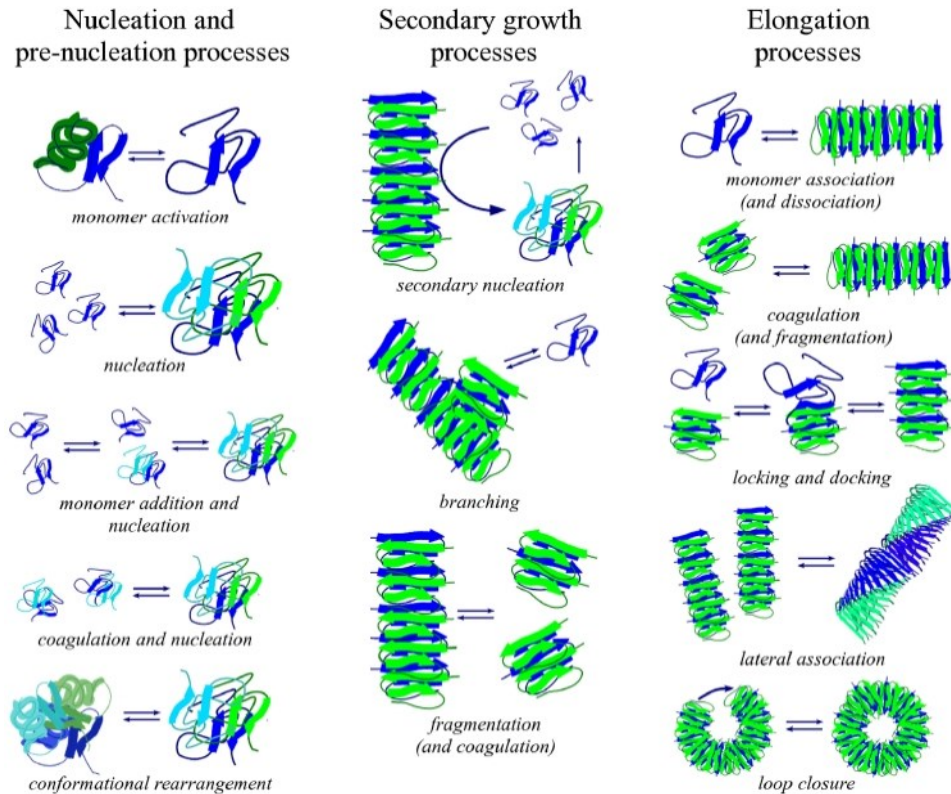 Nucleation and
pre-nucleation processes
monomer activation
nucleation
monomer addition and
nucleation
coagulation and nucleation
conformational rearrangement
Secondary growth
processes
secondary nucleation
branching
fragmentation
(and coagulation)
Elongation
processes
monomer association
(and dissociation)
coagulation
(and fragmentation)
locking and docking
lateral association
loop closure